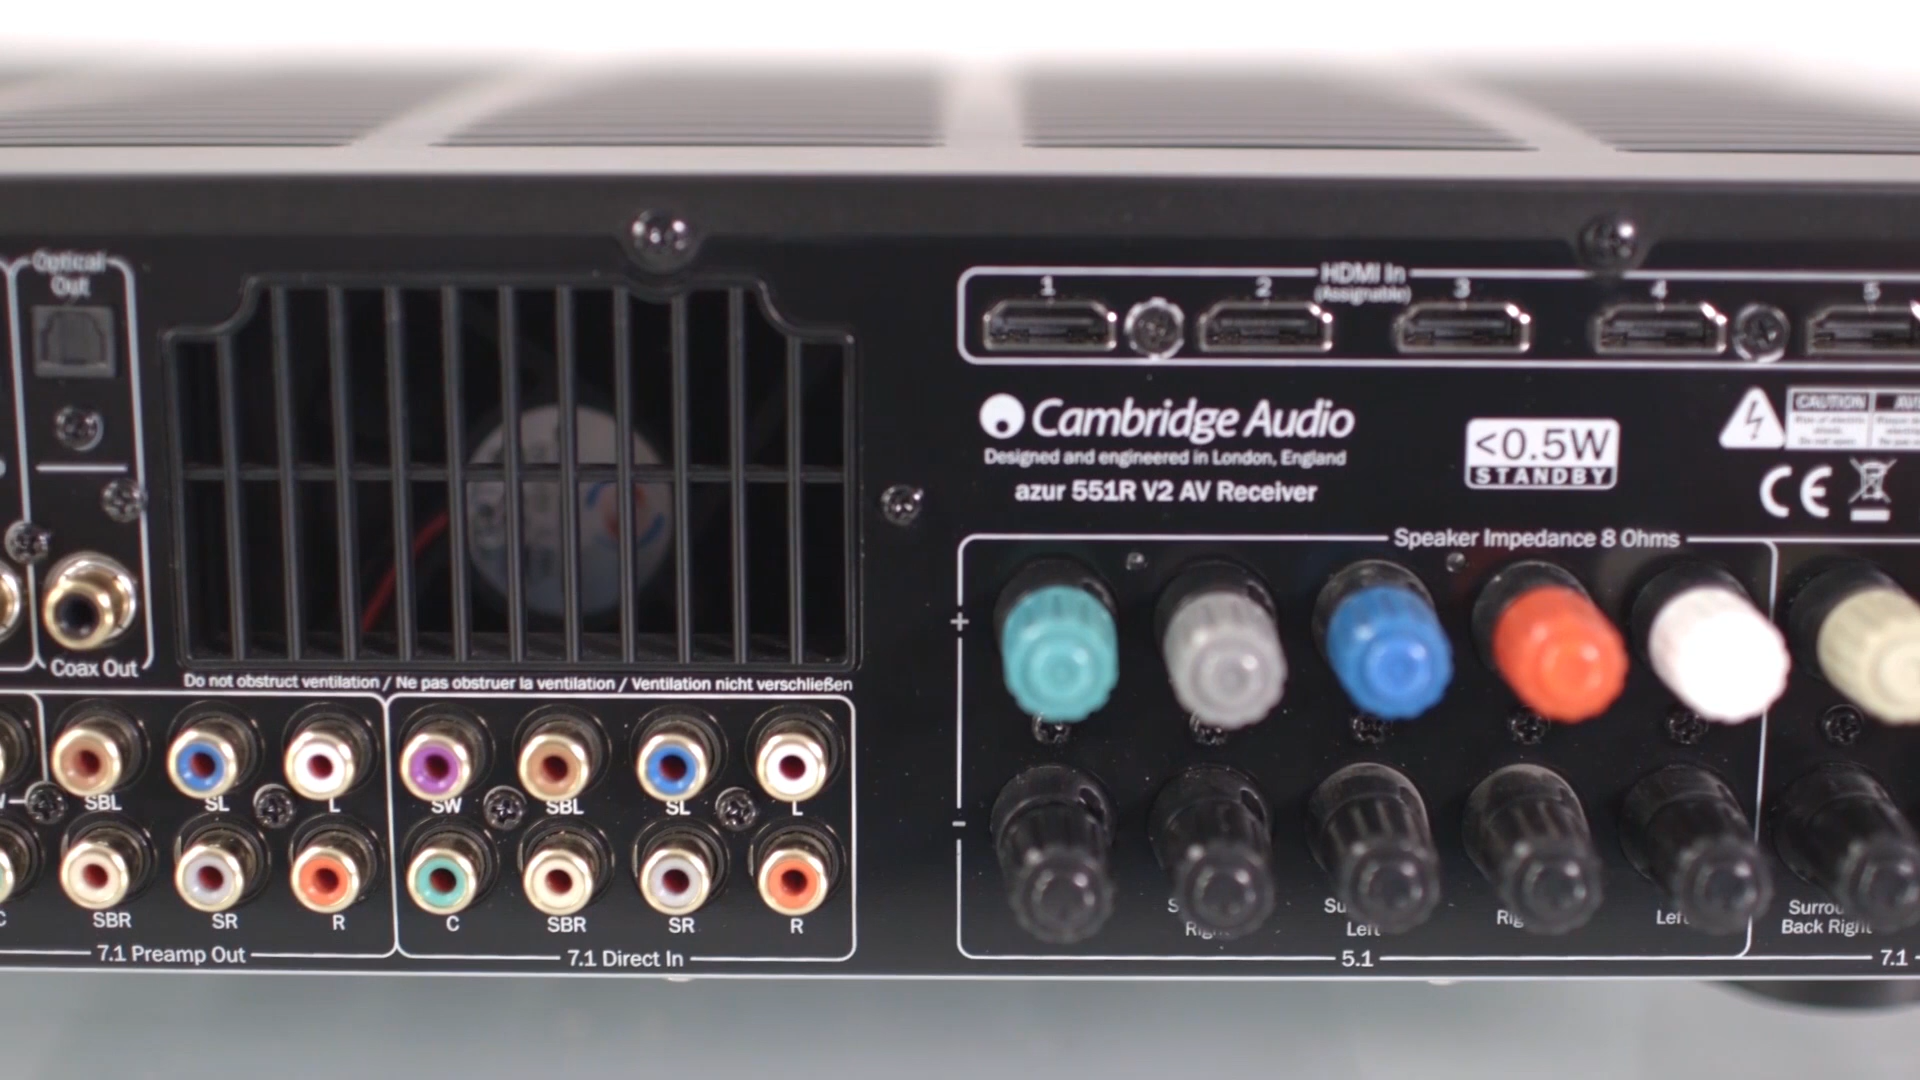 Optical
Out
Coax Out
Do not obstruct ventilation / Ne pas obstruer la ventilation / Ventilation nicht verschließen
SBL
SL
L
SBR
SR
R
C
7.1 Preamp Out
SW
SBL
SL
L
C
SBR
SR
R
7.1 Direct In
HDMI In
(Assignable)
1
2
3
4
5
Cambridge Audio
Designed and engineered in London, England
azur 551R V2 AV Receiver
<0.5W
STANDBY
CAUTION
CE
Speaker Impedance 8 Ohms
+
-
Left
Left
Back Right
5.1
7.1